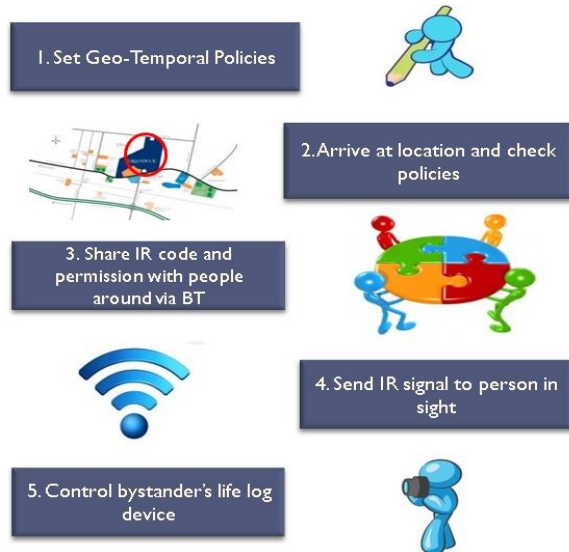 1. Set Geo-Temporal Policies
2. Arrive at location and check
policies
3. Share IR code and
permission with people
around via BT
4. Send IR signal to person in
sight
5. Control bystander's life log
device